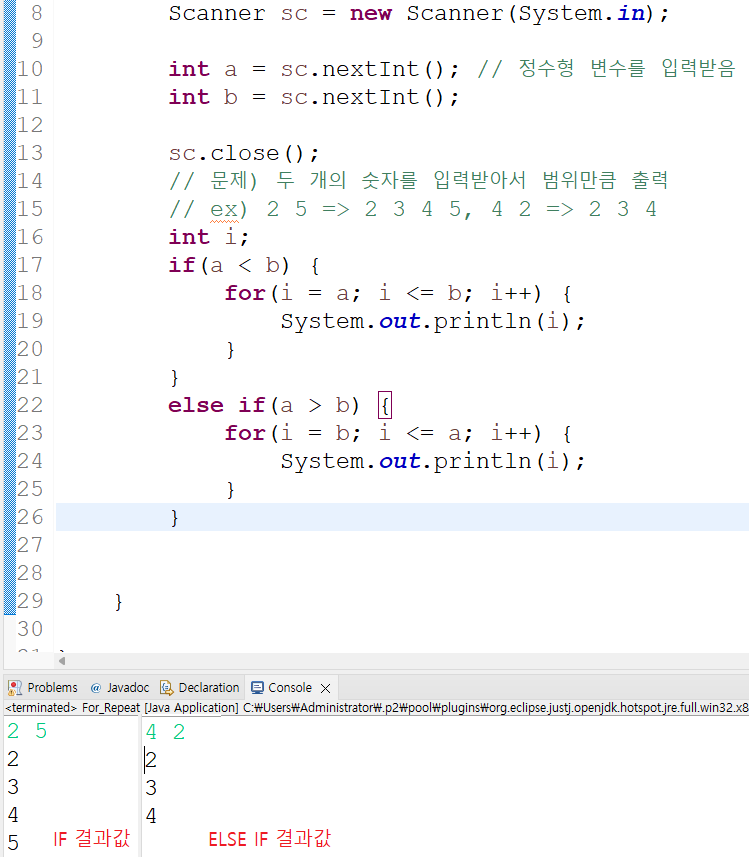 8 Scanner sc = new Scanner(System.in);
9
10 int a = sc.nextInt(); // 정수형 변수를 입력받음
11 int b = sc.nextInt();
12
13 sc.close();
14 // 문제) 두 개의 숫자를 입력받아서 범위만큼 출력
15 // ex) 2 5 => 2 3 4 5, 4 2 => 2 3 4
16 int i;
17 if(a < b) {
18 for(i = a; i <= b; i++) {
19 System.out.println(i);
20 }
21 }
22 else if(a > b) {
23 for(i = b; i <= a; i++) {
24 System.out.println(i);
25 }
26 }
27
28
29 }
30
Problems @ Javadoc Declaration Console
<terminated> For_Repeat [Java Application] C:₩Users₩Administrator₩.p2₩pool₩plugins₩org.eclipse.justj.openjdk.hotspot.jre.full.win32.x8
2 5
2
3
4
5
IF 결과값
4 2
2
3
4
ELSE IF 결과값